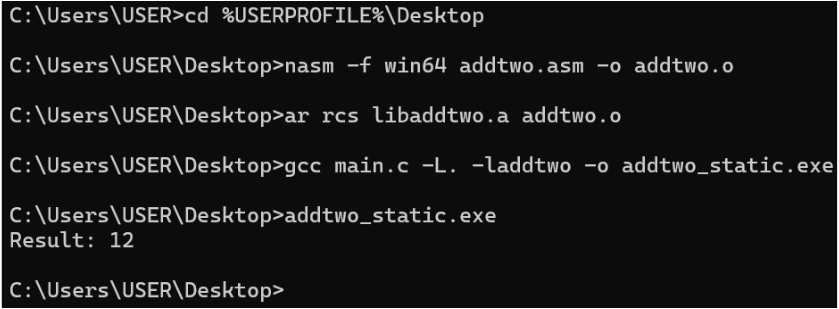 C:\Users\USER>cd %USERPROFILE%\Desktop
C:\Users\USER\Desktop>nasm -f win64 addtwo.asm -o addtwo.o
C:\Users\USER\Desktop>ar rcs libaddtwo.a addtwo.o
C:\Users\USER\Desktop>gcc main.c -L. -laddtwo -o addtwo_static.exe
C:\Users\USER\Desktop>addtwo_static.exe
Result: 12
C:\Users\USER\Desktop>